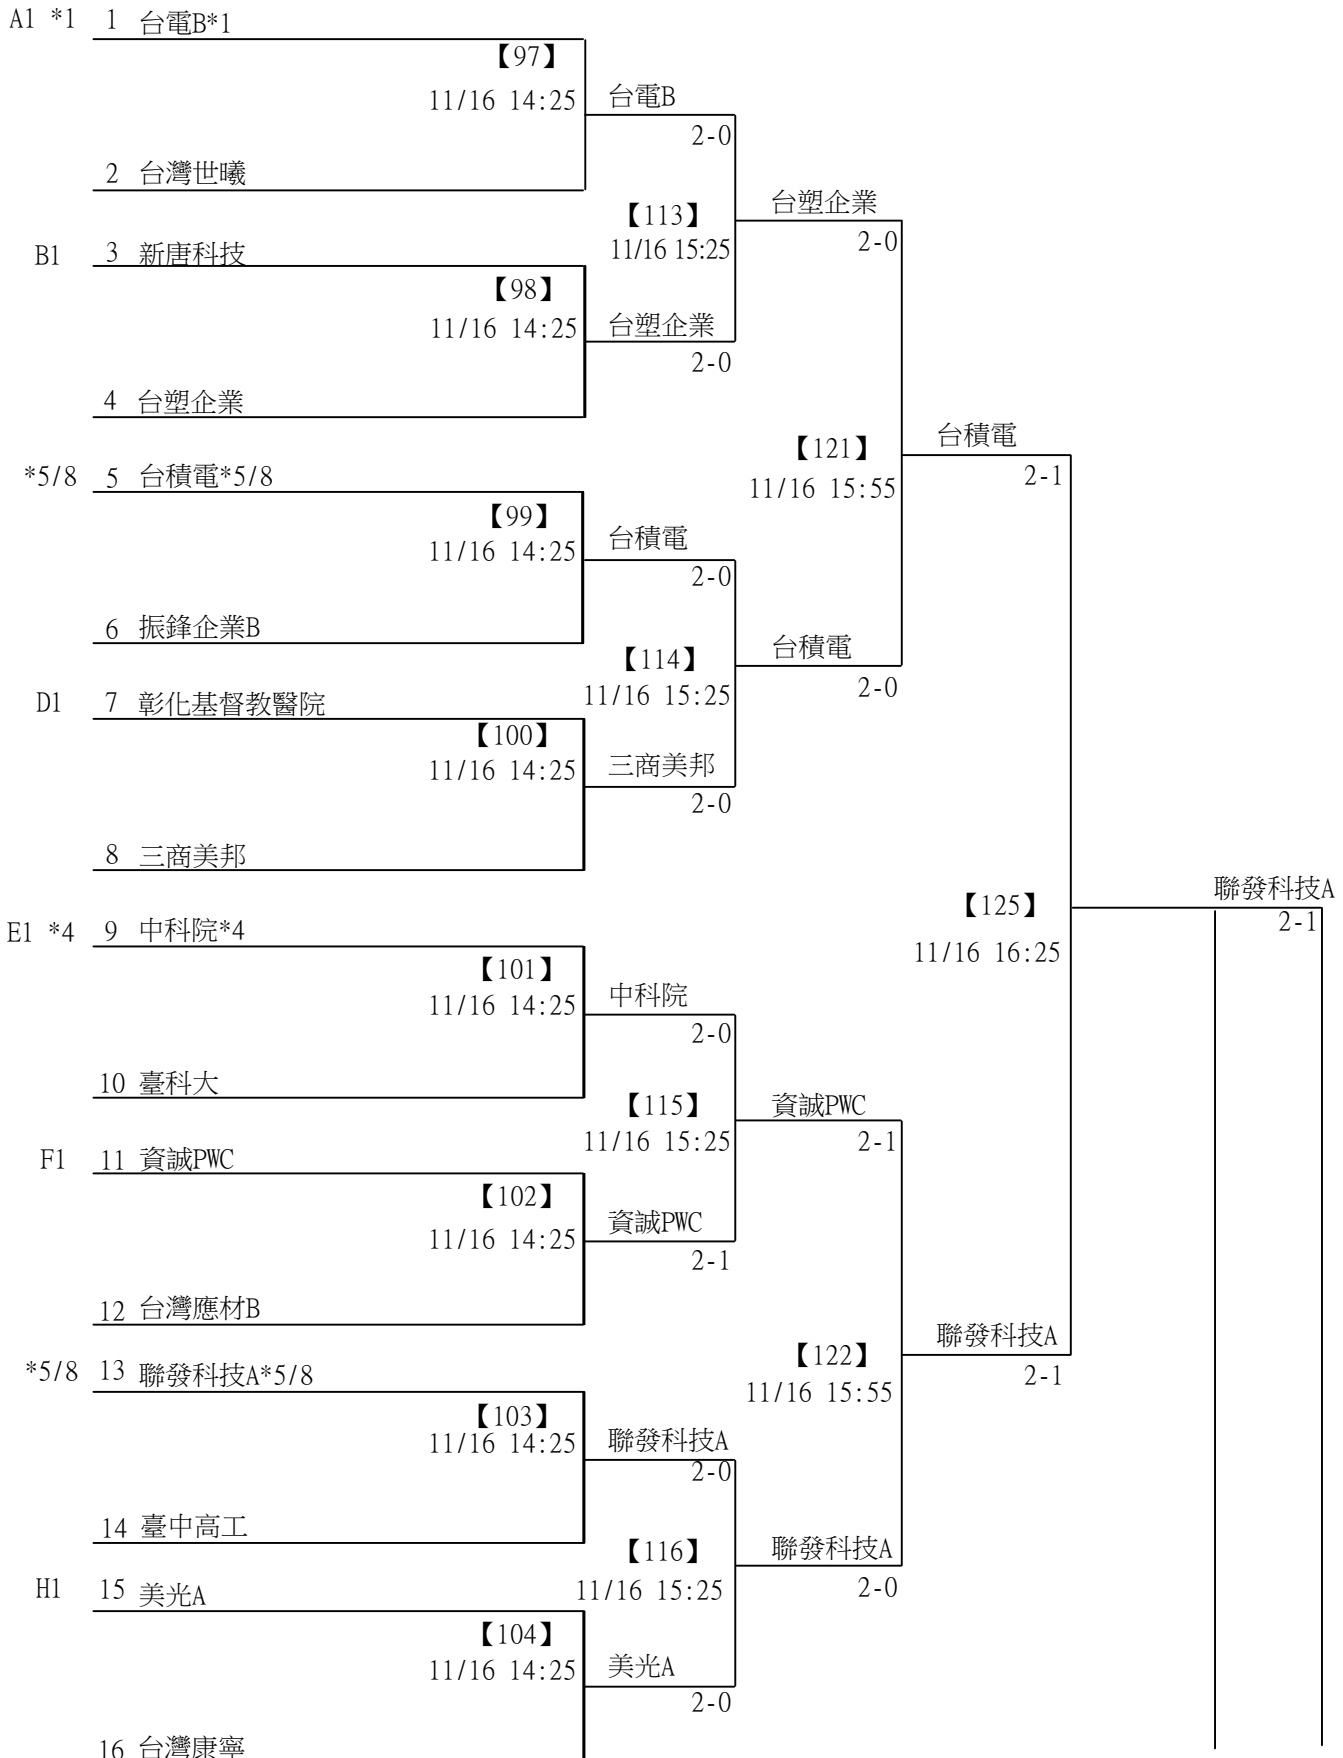 A1 *1 1 台電B*1
【97】
11/16 14:25 台電B
2-0
2 台灣世曦
台塑企業
【113】
2-0
11/16 15:25
B1 3 新唐科技
【98】
11/16 14:25 台塑企業
2-0
4 台塑企業
台積電
【121】
2-1
11/16 15:55
*5/8 5 台積電*5/8
【99】
11/16 14:25 台積電
2-0
6 振鋒企業B
台積電
【114】
2-0
11/16 15:25
D1 7 彰化基督教醫院
【100】
11/16 14:25 三商美邦
2-0
8 三商美邦
聯發科技A
【125】
2-1
11/16 16:25
E1 *4 9 中科院*4
【101】
11/16 14:25 中科院
2-0
10 臺科大
【115】 資誠PWC
11/16 15:25 2-1
F1 11 資誠PWC
【102】
11/16 14:25 資誠PWC
2-1
12 台灣應材B
聯發科技A
【122】
2-1
11/16 15:55
*5/8 13 聯發科技A*5/8
【103】
11/16 14:25 聯發科技A
2-0
14 臺中高工
【116】 聯發科技A
11/16 15:25 2-0
H1 15 美光A
【104】
11/16 14:25 美光A
2-0
16 台灣康寧